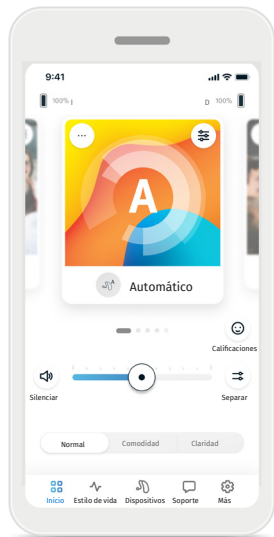 9:41
100% I
D 100%
...
A
Automático
Calificaciones
Silenciar
Separar
Normal Comodidad Claridad
Inicio Estilo de vida Dispositivos Soporte Más